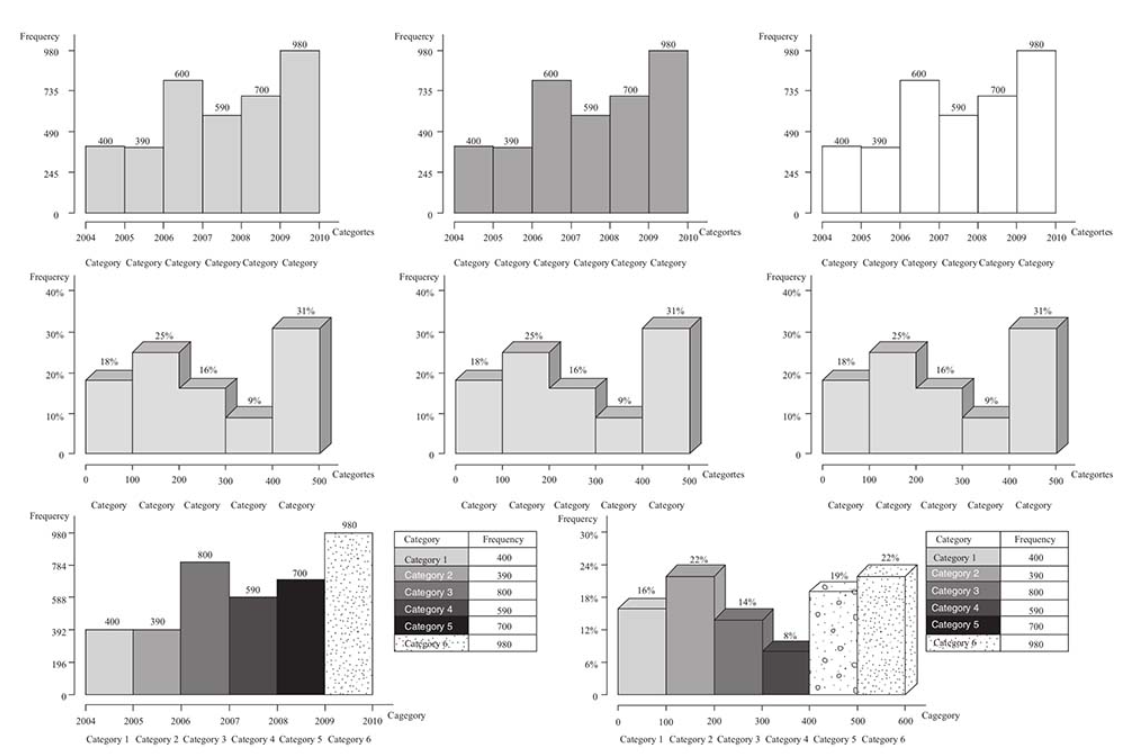 Frequercy Frequercy Frequercy
980 980 980
980 980 980
735 600 735 600 735 600
700 700 700
590 590 590
490 490 490
400 390 400 390 400 390
245 245 245
0 0 0
2004 2005 2006 2007 2008 2009 2010 Categortes 2004 2005 2006 2007 2008 2009 2010 Categortes 2004 2005 2006 2007 2008 2009 2010 Categortes
Category Category Category Category Category Category Category Category Category Category Category Category Category Category Category Category Category Category
Frequency Frequency Frequency
40% 40% 40%
31% 31% 31%
30% 25% 30% 25% 30% 25%
18% 16% 18% 16% 18% 16%
20% 20% 20%
10% 9% 10% 9% 10% 9%
0 0 0
0 100 200 300 400 500 Categortes 0 100 200 300 400 500 Categortes 0 100 200 300 400 500 Categortes
Category Category Category Category Category Category Category Category Category Category Category Category Category Category Category
Frequency
980
784
588
392
196
0
400 390 800 590 700 980
2004 2005 2006 2007 2008 2009 2010 Cagegory
Category 1 Category 2 Category 3 Category 4 Category 5 Category 6
Category Frequency
Category 1 400
Category 2 390
Category 3 800
Category 4 590
Category 5 700
Category 6 980
Frequency
30%
24%
18%
12%
6%
0
16% 22% 14% 8% 19% 22%
0 100 200 300 400 500 600 Cagegory
Category 1 Category 2 Category 3 Category 4 Category 5 Category 6
Category Frequency
Category 1 400
Category 2 390
Category 3 800
Category 4 590
Category 5 700
Category 6 980